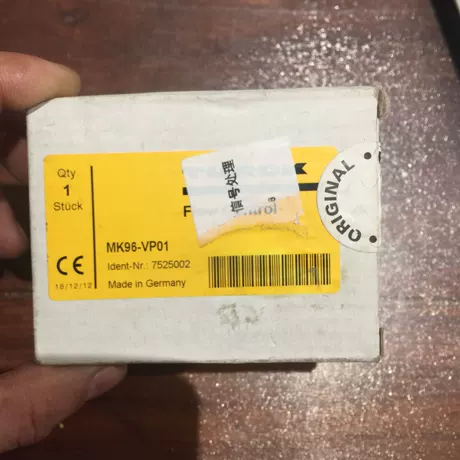 Qty
1
Stück
信号处理
ORIGINAL
MK96-VP01
Ident-Nr.: 7525002
CE
18/12/12
Made in Germany